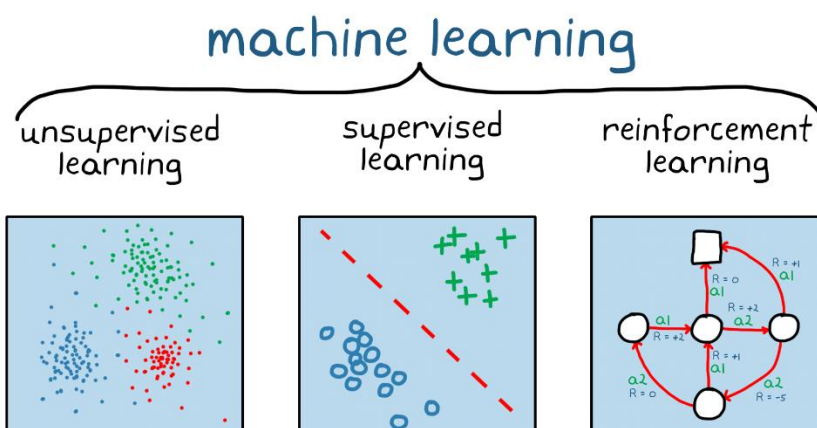 machine learning
unsupervised
learning
supervised
learning
reinforcement
learning
R = +1
a1
R = 0
a1
R = +2
a1
a2
R = +2
R = +1
a1
a2
R = 0
a2
R = -5